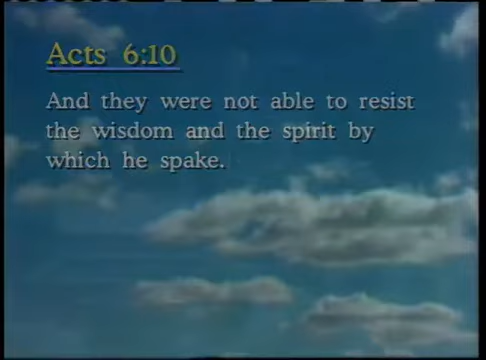 Acts 6:10
And they were not able to resist
the wisdom and the spirit by
which he spake.